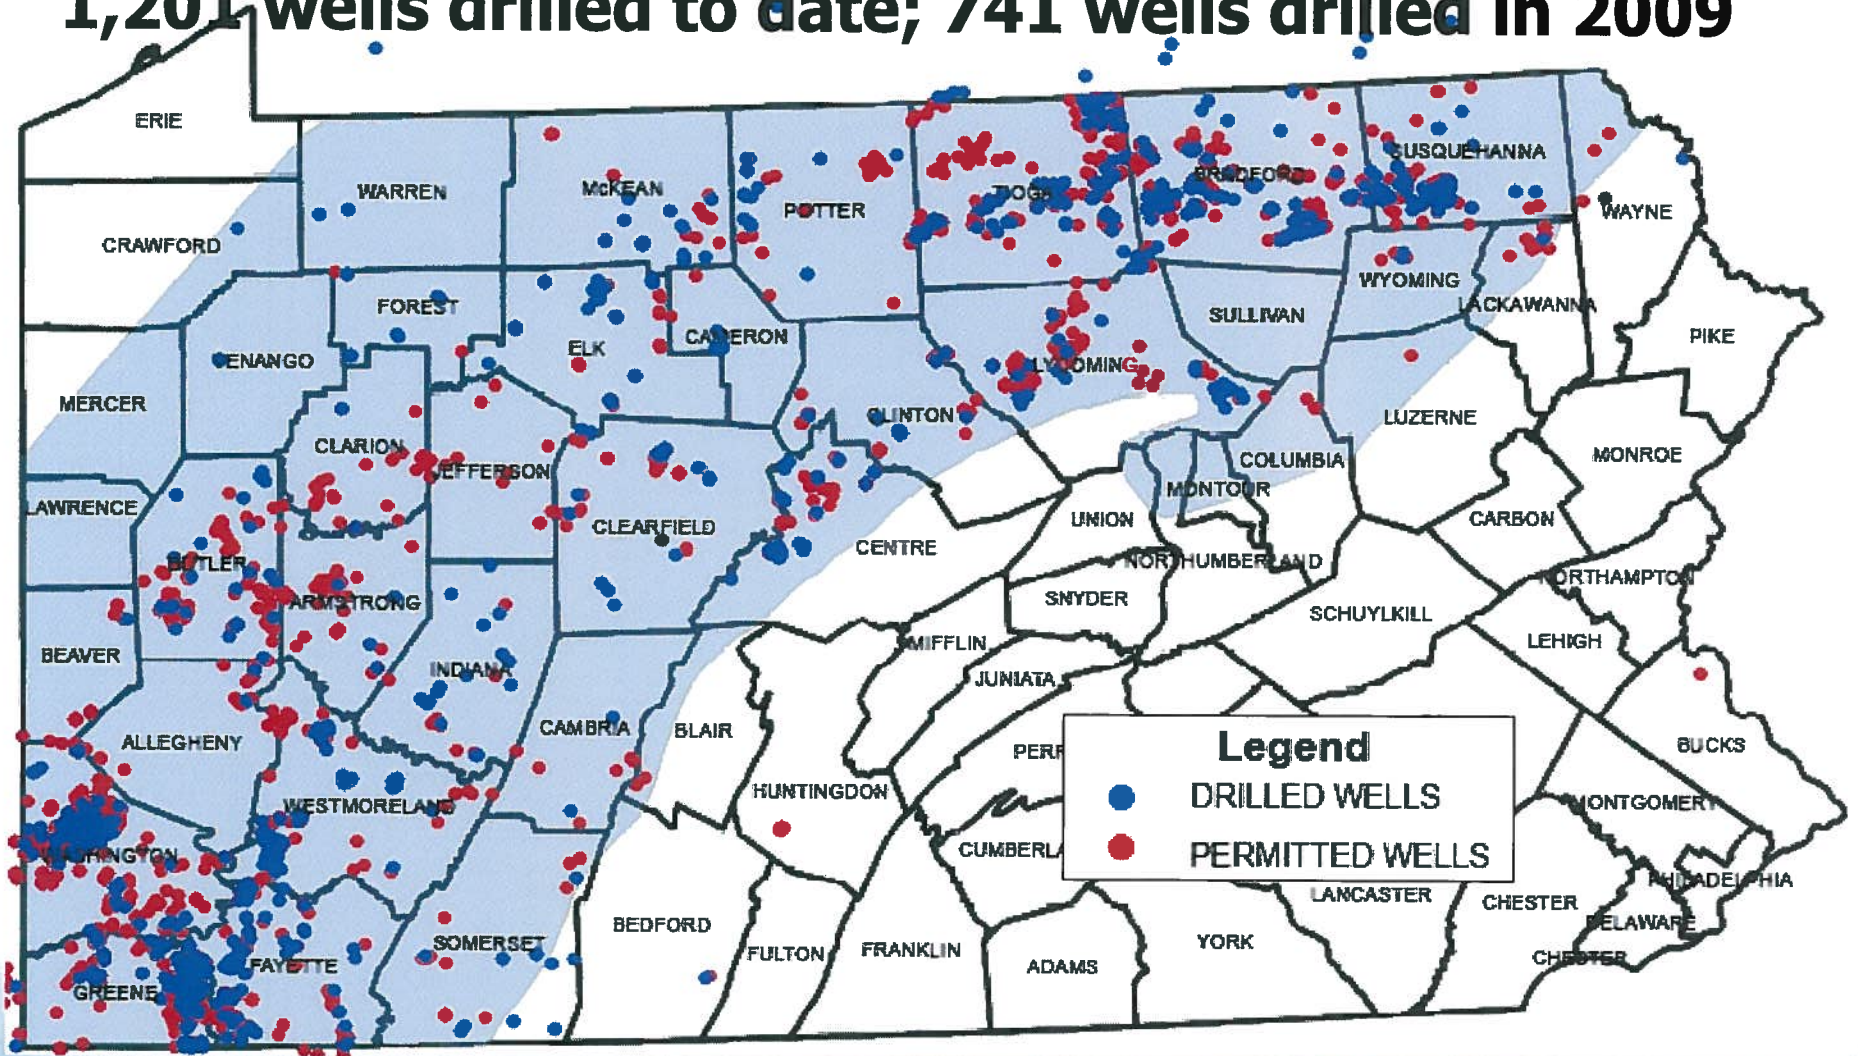 1,201 wells drilled to date; 741 wells drilled in 2009
ERIE
WARREN
McKEAN
POTTER
TIOGA
BRADFORD
SUSQUEHANNA
WAYNE
CRAWFORD
FOREST
ELK
CAMERON
SULLIVAN
WYOMING
LACKAWANNA
PIKE
VENANGO
MERCER
CLARION
JEFFERSON
CLINTON
LYCOMING
LUZERNE
MONROE
COLUMBIA
MONTOUR
LAWRENCE
CLEARFIELD
CENTRE
UNION
CARBON
BUTLER
NORTHUMBERLAND
NORTHAMPTON
ARMSTRONG
SNYDER
SCHUYLKILL
LEHIGH
BEAVER
INDIANA
MIFFLIN
JUNIATA
ALLEGHENY
CAMBRIA
BLAIR
PERR
BUCKS
Legend
DRILLED WELLS
PERMITTED WELLS
HUNTINGDON
WESTMORELAND
MONTGOMERY
WASHINGTON
CUMBERLA
PHILADELPHIA
LANCASTER
CHESTER
DELAWARE
BEDFORD
SOMERSET
FULTON
FRANKLIN
YORK
CHESTER
FAYETTE
ADAMS
GREENE